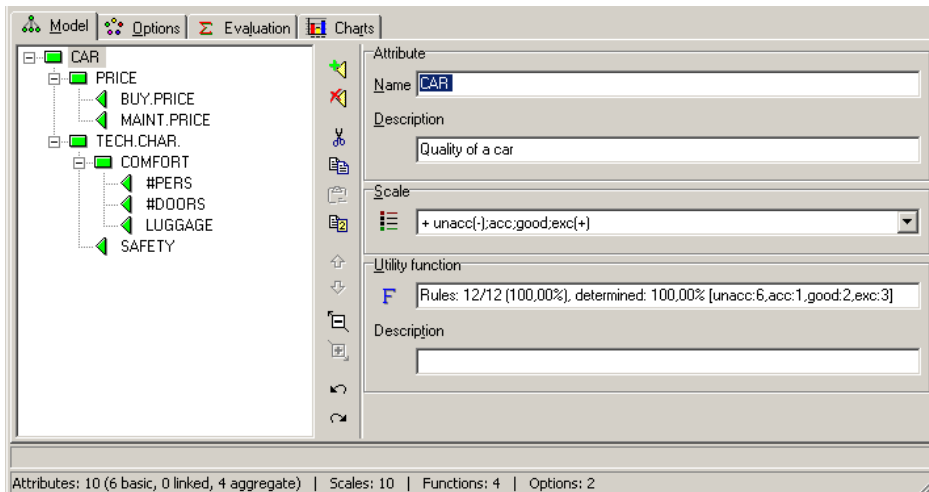 Model Options Evaluation Charts
CAR
PRICE
BUY.PRICE
MAINT.PRICE
TECH.CHAR.
COMFORT
#PERS
#DOORS
LUGGAGE
SAFETY
Attribute
Name CAR
Description
Quality of a car
Scale
+ unacc(-);acc;good;exc(+)
Utility function
F Rules: 12/12 (100,00%), determined: 100,00% [unacc:6,acc:1,good:2,exc:3]
Description
Attributes: 10 (6 basic, 0 linked, 4 aggregate) | Scales: 10 | Functions: 4 | Options: 2